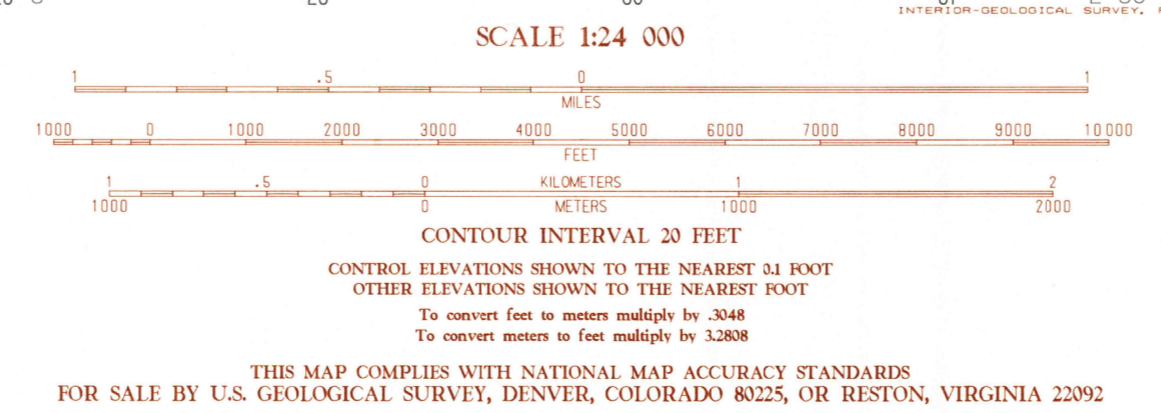 INTERIOR-GEOLOGICAL SURVEY,
SCALE 1:24 000
1 .5 0 1
MILES
1000 0 1000 2000 3000 4000 5000 6000 7000 8000 9000 10 000
FEET
1 .5 0 KILOMETERS 1 2
1000 0 METERS 1000 2000
CONTOUR INTERVAL 20 FEET
CONTROL ELEVATIONS SHOWN TO THE NEAREST 0.1 FOOT
OTHER ELEVATIONS SHOWN TO THE NEAREST FOOT
To convert feet to meters multiply by .3048
To convert meters to feet multiply by 3.2808
THIS MAP COMPLIES WITH NATIONAL MAP ACCURACY STANDARDS
FOR SALE BY U.S. GEOLOGICAL SURVEY, DENVER, COLORADO 80225, OR RESTON, VIRGINIA 22092